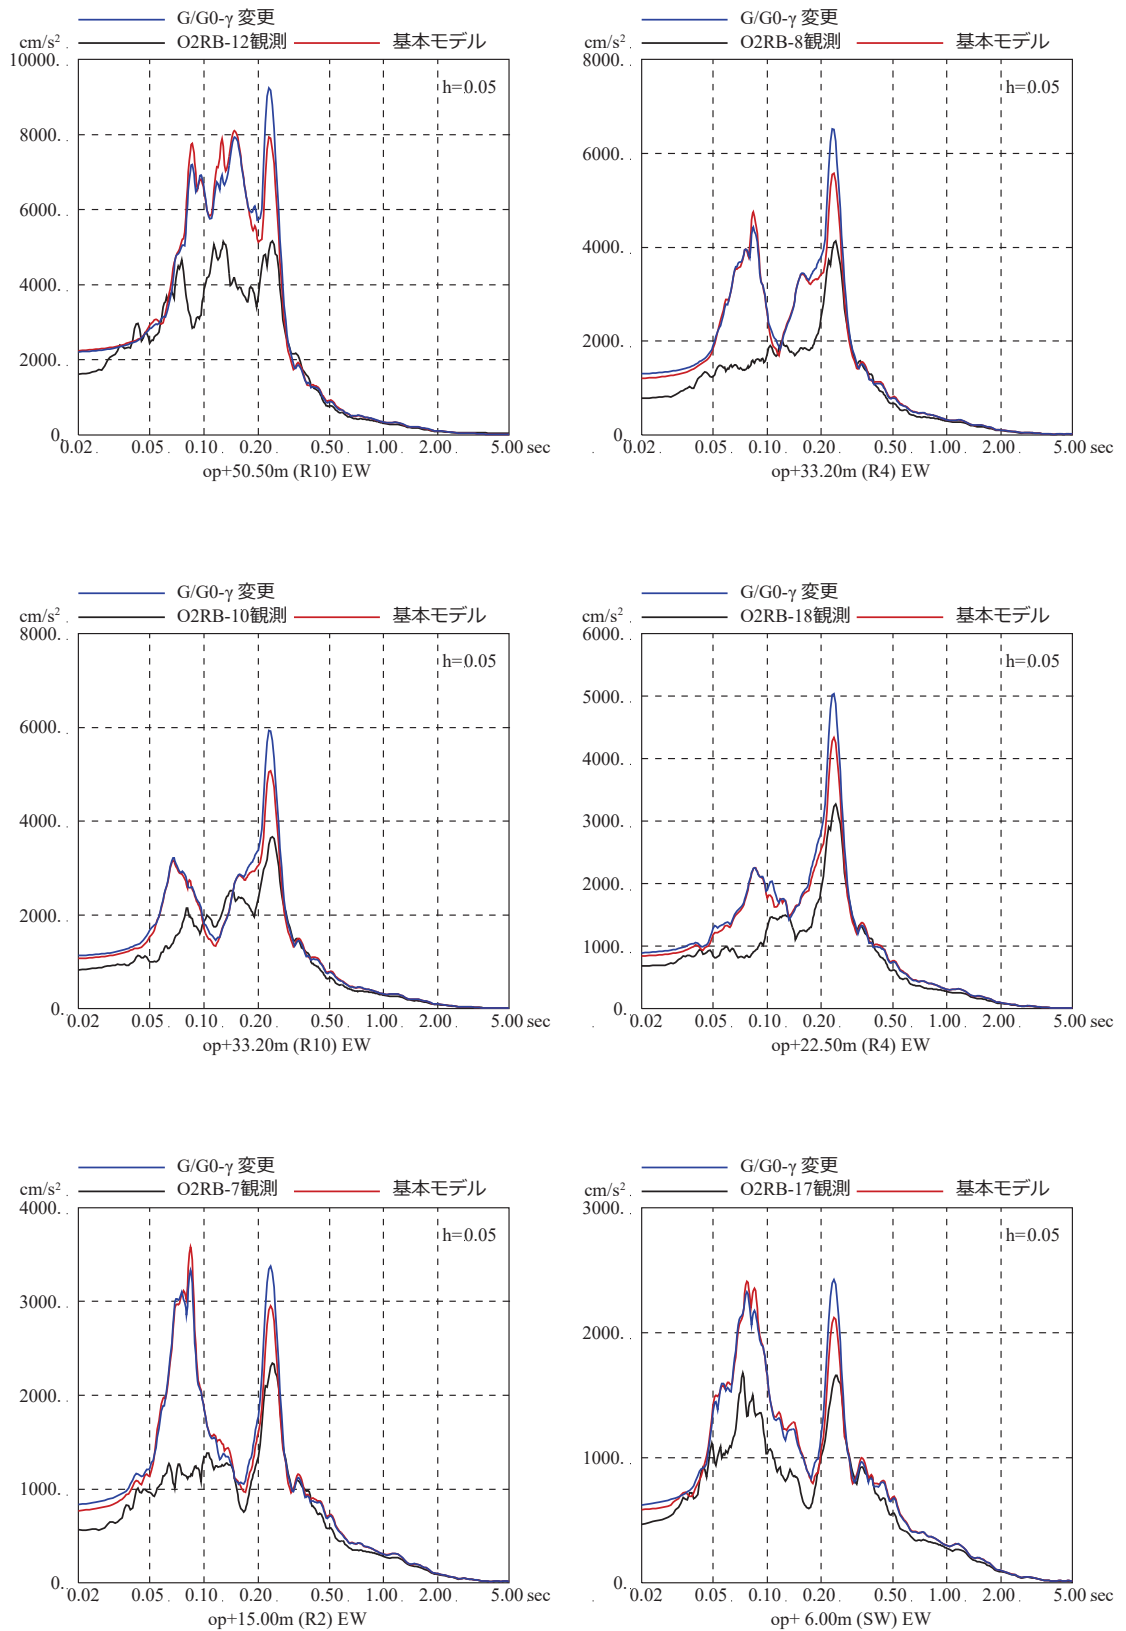 G/G0-γ 変更
cm/s² O2RB-12観測 基本モデル
10000.
h=0.05
8000.
6000.
4000.
2000.
0.
0.02 0.05 0.10 0.20 0.50 1.00 2.00 5.00 sec
op+50.50m (R10) EW
G/G0-γ 変更
cm/s² O2RB-8観測 基本モデル
8000.
h=0.05
6000.
4000.
2000.
0.
0.02 0.05 0.10 0.20 0.50 1.00 2.00 5.00 sec
op+33.20m (R4) EW
G/G0-γ 変更
cm/s² O2RB-10観測 基本モデル
8000.
h=0.05
6000.
4000.
2000.
0.
0.02 0.05 0.10 0.20 0.50 1.00 2.00 5.00 sec
op+33.20m (R10) EW
G/G0-γ 変更
cm/s² O2RB-18観測 基本モデル
6000.
h=0.05
5000.
4000.
3000.
2000.
1000.
0.
0.02 0.05 0.10 0.20 0.50 1.00 2.00 5.00 sec
op+22.50m (R4) EW
G/G0-γ 変更
cm/s² O2RB-7観測 基本モデル
4000.
h=0.05
3000.
2000.
1000.
0.
0.02 0.05 0.10 0.20 0.50 1.00 2.00 5.00 sec
op+15.00m (R2) EW
G/G0-γ 変更
cm/s² O2RB-17観測 基本モデル
3000.
h=0.05
2000.
1000.
0.
0.02 0.05 0.10 0.20 0.50 1.00 2.00 5.00 sec
op+ 6.00m (SW) EW